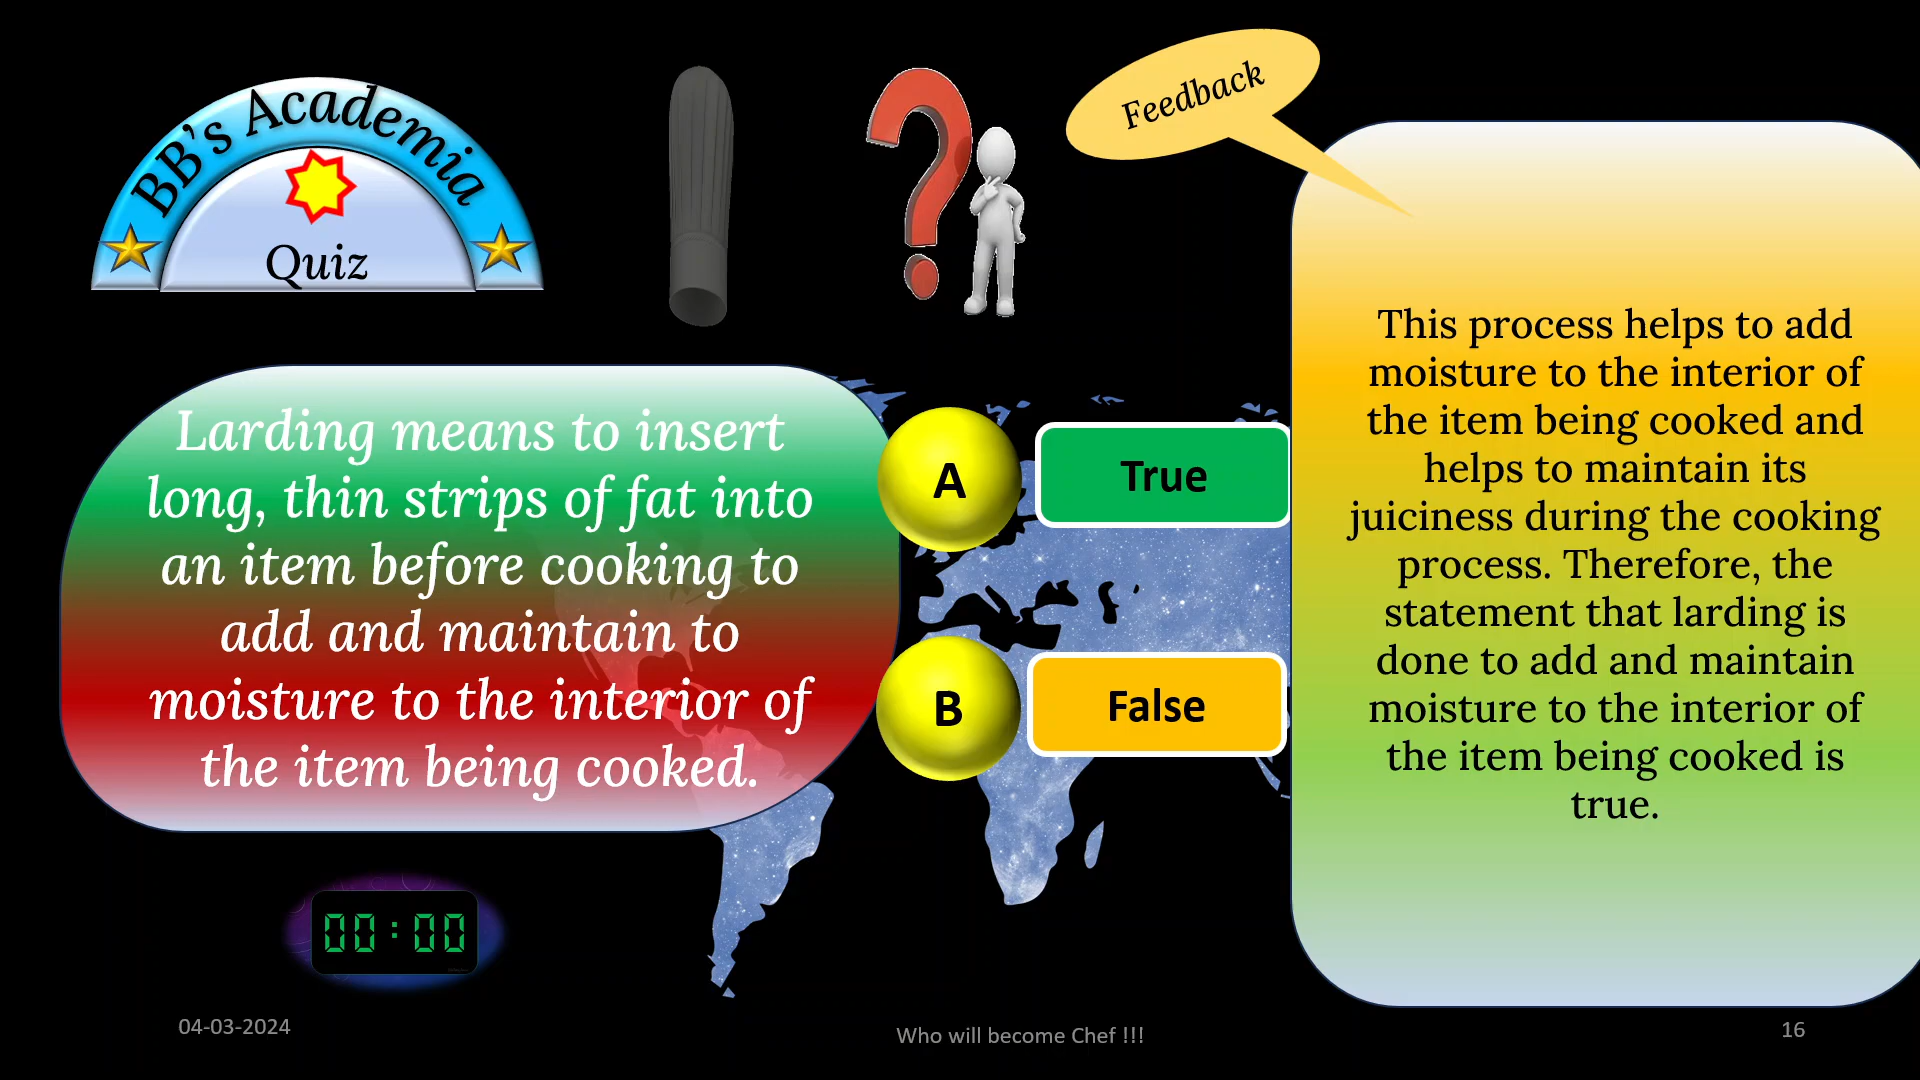 BB's Academia
Quiz
Feedback
Larding means to insert
long, thin strips of fat into
an item before cooking to
add and maintain to
moisture to the interior of
the item being cooked.
A
True
B
False
This process helps to add
moisture to the interior of
the item being cooked and
helps to maintain its
juiciness during the cooking
process. Therefore, the
statement that larding is
done to add and maintain
moisture to the interior of
the item being cooked is
true.
00:00
04-03-2024
Who will become Chef !!!
16